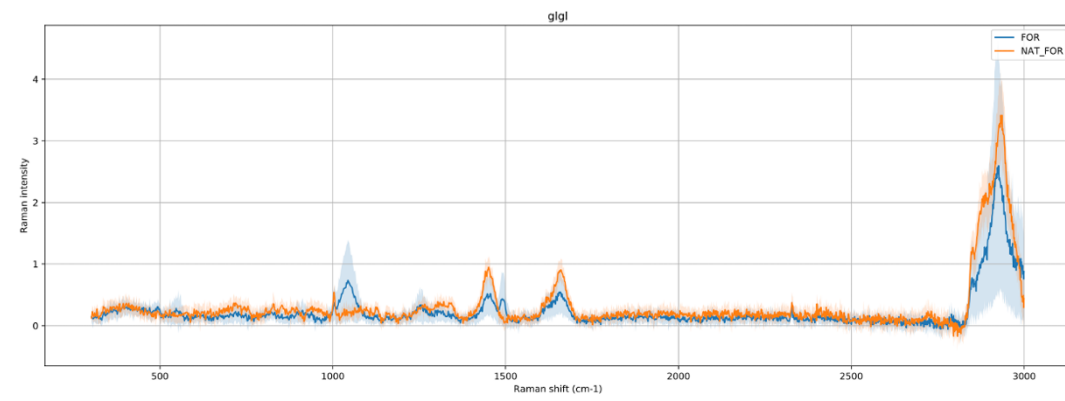 glgl
FOR
NAT_FOR
Raman intensity
4
3
2
1
0
500
1000
1500
2000
2500
3000
Raman shift (cm-1)